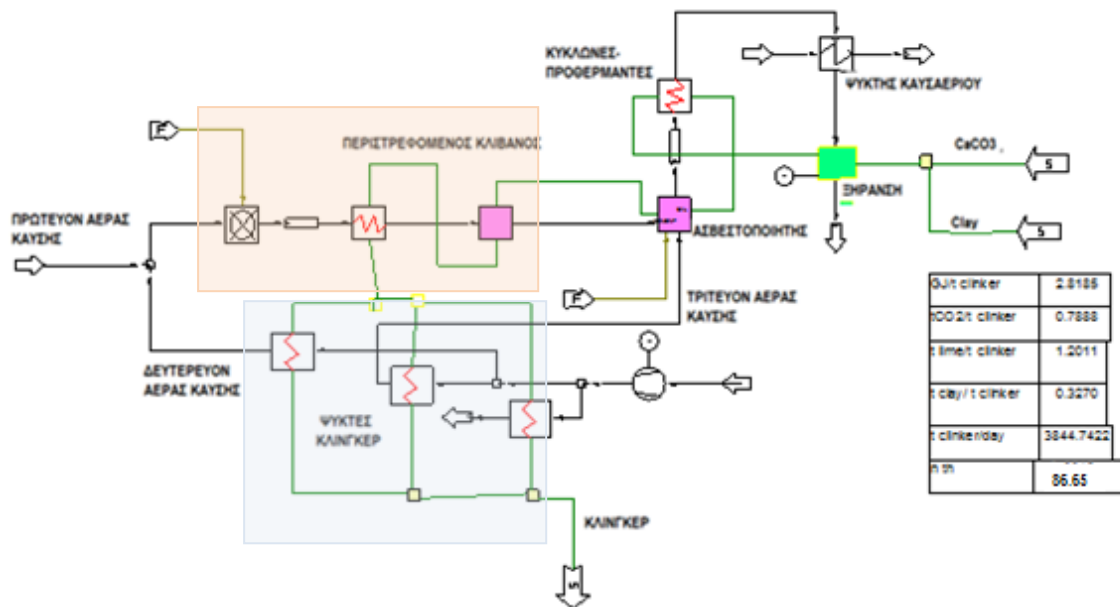 ΚΥΚΛΩΝΕΣ-
ΠΡΟΘΕΡΜΑΝΤΕΣ
ΨΥΚΤΗΣ ΚΑΥΣΑΕΡΙΟΥ
F
ΠΕΡΙΣΤΡΕΦΟΜΕΝΟΣ ΚΛΙΒΑΝΟΣ
CaCO3
S
ΞΗΡΑΝΣΗ
ΠΡΩΤΕΥΟΝ ΑΕΡΑΣ
ΚΑΥΣΗΣ
ΑΣΒΕΣΤΟΠΟΙΗΤΗΣ
Clay
S
F
ΤΡΙΤΕΥΟΝ ΑΕΡΑΣ
ΚΑΥΣΗΣ
GJ/t clinker 2.8185
tCO2/t clinker 0.7888
t lime/t clinker 1.2011
t clay/ t clinker 0.3270
t clinker/day 3844.7422
n th 86.65
ΔΕΥΤΕΡΕΥΟΝ
ΑΕΡΑΣ ΚΑΥΣΗΣ
ΨΥΚΤΕΣ
ΚΛΙΝΓΚΕΡ
ΚΛΙΝΓΚΕΡ
S